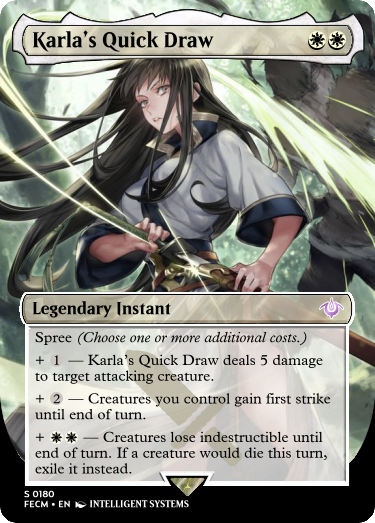 Karla's Quick Draw
Legendary Instant
Spree (Choose one or more additional costs.)
+ 1 — Karla's Quick Draw deals 5 damage
to target attacking creature.
+ 2 — Creatures you control gain first strike
until end of turn.
+ — Creatures lose indestructible until
end of turn. If a creature would die this turn,
exile it instead.
S 0180
FECM • EN INTELLIGENT SYSTEMS